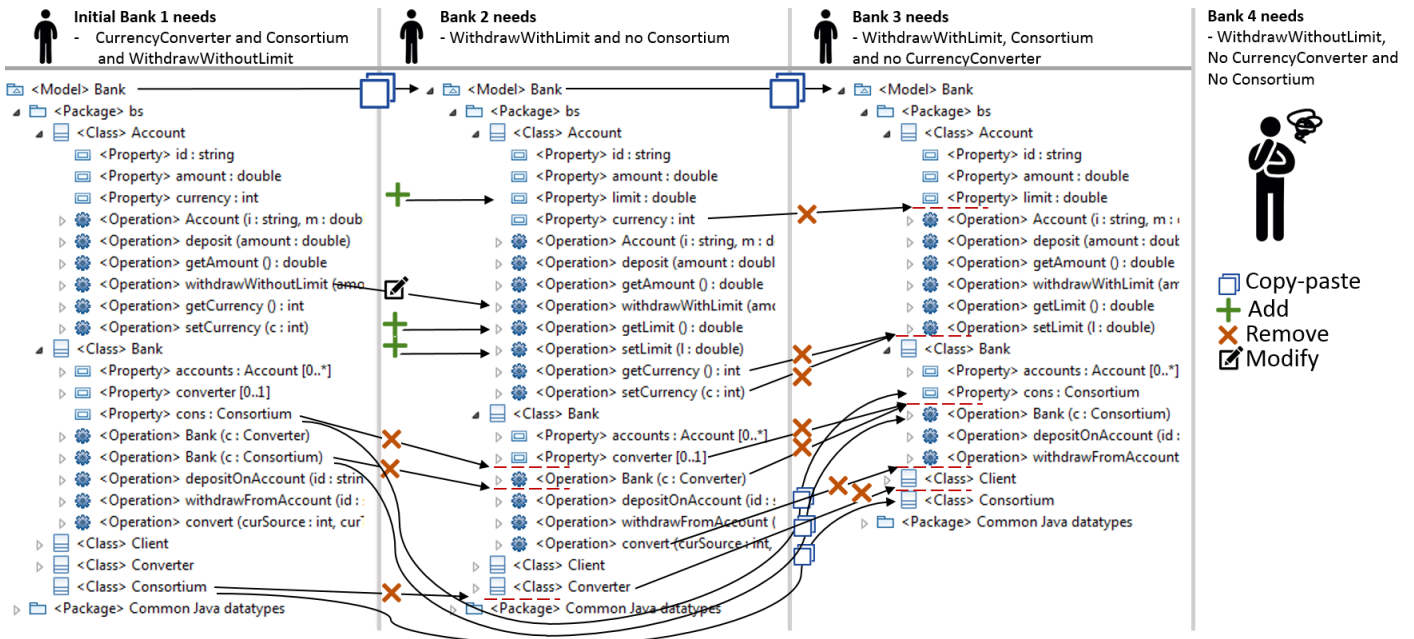 Initial Bank 1 needs
- CurrencyConverter and Consortium
and WithdrawWithoutLimit
<Model> Bank
<Package> bs
<Class> Account
<Property> id : string
<Property> amount : double
<Property> currency : int
<Operation> Account (i : string, m : doub
<Operation> deposit (amount : double)
<Operation> getAmount () : double
<Operation> withdrawWithoutLimit (amo
<Operation> getCurrency () : int
<Operation> setCurrency (c : int)
<Class> Bank
<Property> accounts : Account [0..*]
<Property> converter [0..1]
<Property> cons : Consortium
<Operation> Bank (c : Converter)
<Operation> Bank (c : Consortium)
<Operation> depositOnAccount (id : strin
<Operation> withdrawFromAccount (id :
<Operation> convert (curSource : int, cur
<Class> Client
<Class> Converter
<Class> Consortium
<Package> Common Java datatypes
Bank 2 needs
- WithdrawWithLimit and no Consortium
<Model> Bank
<Package> bs
<Class> Account
<Property> id : string
<Property> amount : double
<Property> limit : double
<Property> currency : int
<Operation> Account (i : string, m : d
<Operation> deposit (amount : doubl
<Operation> getAmount () : double
<Operation> withdrawWithLimit (amo
<Operation> getLimit () : double
<Operation> setLimit (l : double)
<Operation> getCurrency () : int
<Operation> setCurrency (c : int)
<Class> Bank
<Property> accounts : Account [0..*]
<Property> converter [0..1]
<Operation> Bank (c : Converter)
<Operation> depositOnAccount (id :
<Operation> withdrawFromAccount (
<Operation> convert (curSource : int,
<Class> Client
<Class> Converter
<Package> Common Java datatypes
Bank 3 needs
- WithdrawWithLimit, Consortium
and no CurrencyConverter
<Model> Bank
<Package> bs
<Class> Account
<Property> id : string
<Property> amount : double
<Property> limit : double
<Operation> Account (i : string, m :
<Operation> deposit (amount : doub
<Operation> getAmount () : double
<Operation> withdrawWithLimit (am
<Operation> getLimit () : double
<Operation> setLimit (l : double)
<Class> Bank
<Property> accounts : Account [0..*]
<Property> cons : Consortium
<Operation> Bank (c : Consortium)
<Operation> depositOnAccount (id :
<Operation> withdrawFromAccount
<Class> Client
<Class> Consortium
<Package> Common Java datatypes
Bank 4 needs
- WithdrawWithoutLimit,
No CurrencyConverter and
No Consortium
Copy-paste
Add
Remove
Modify